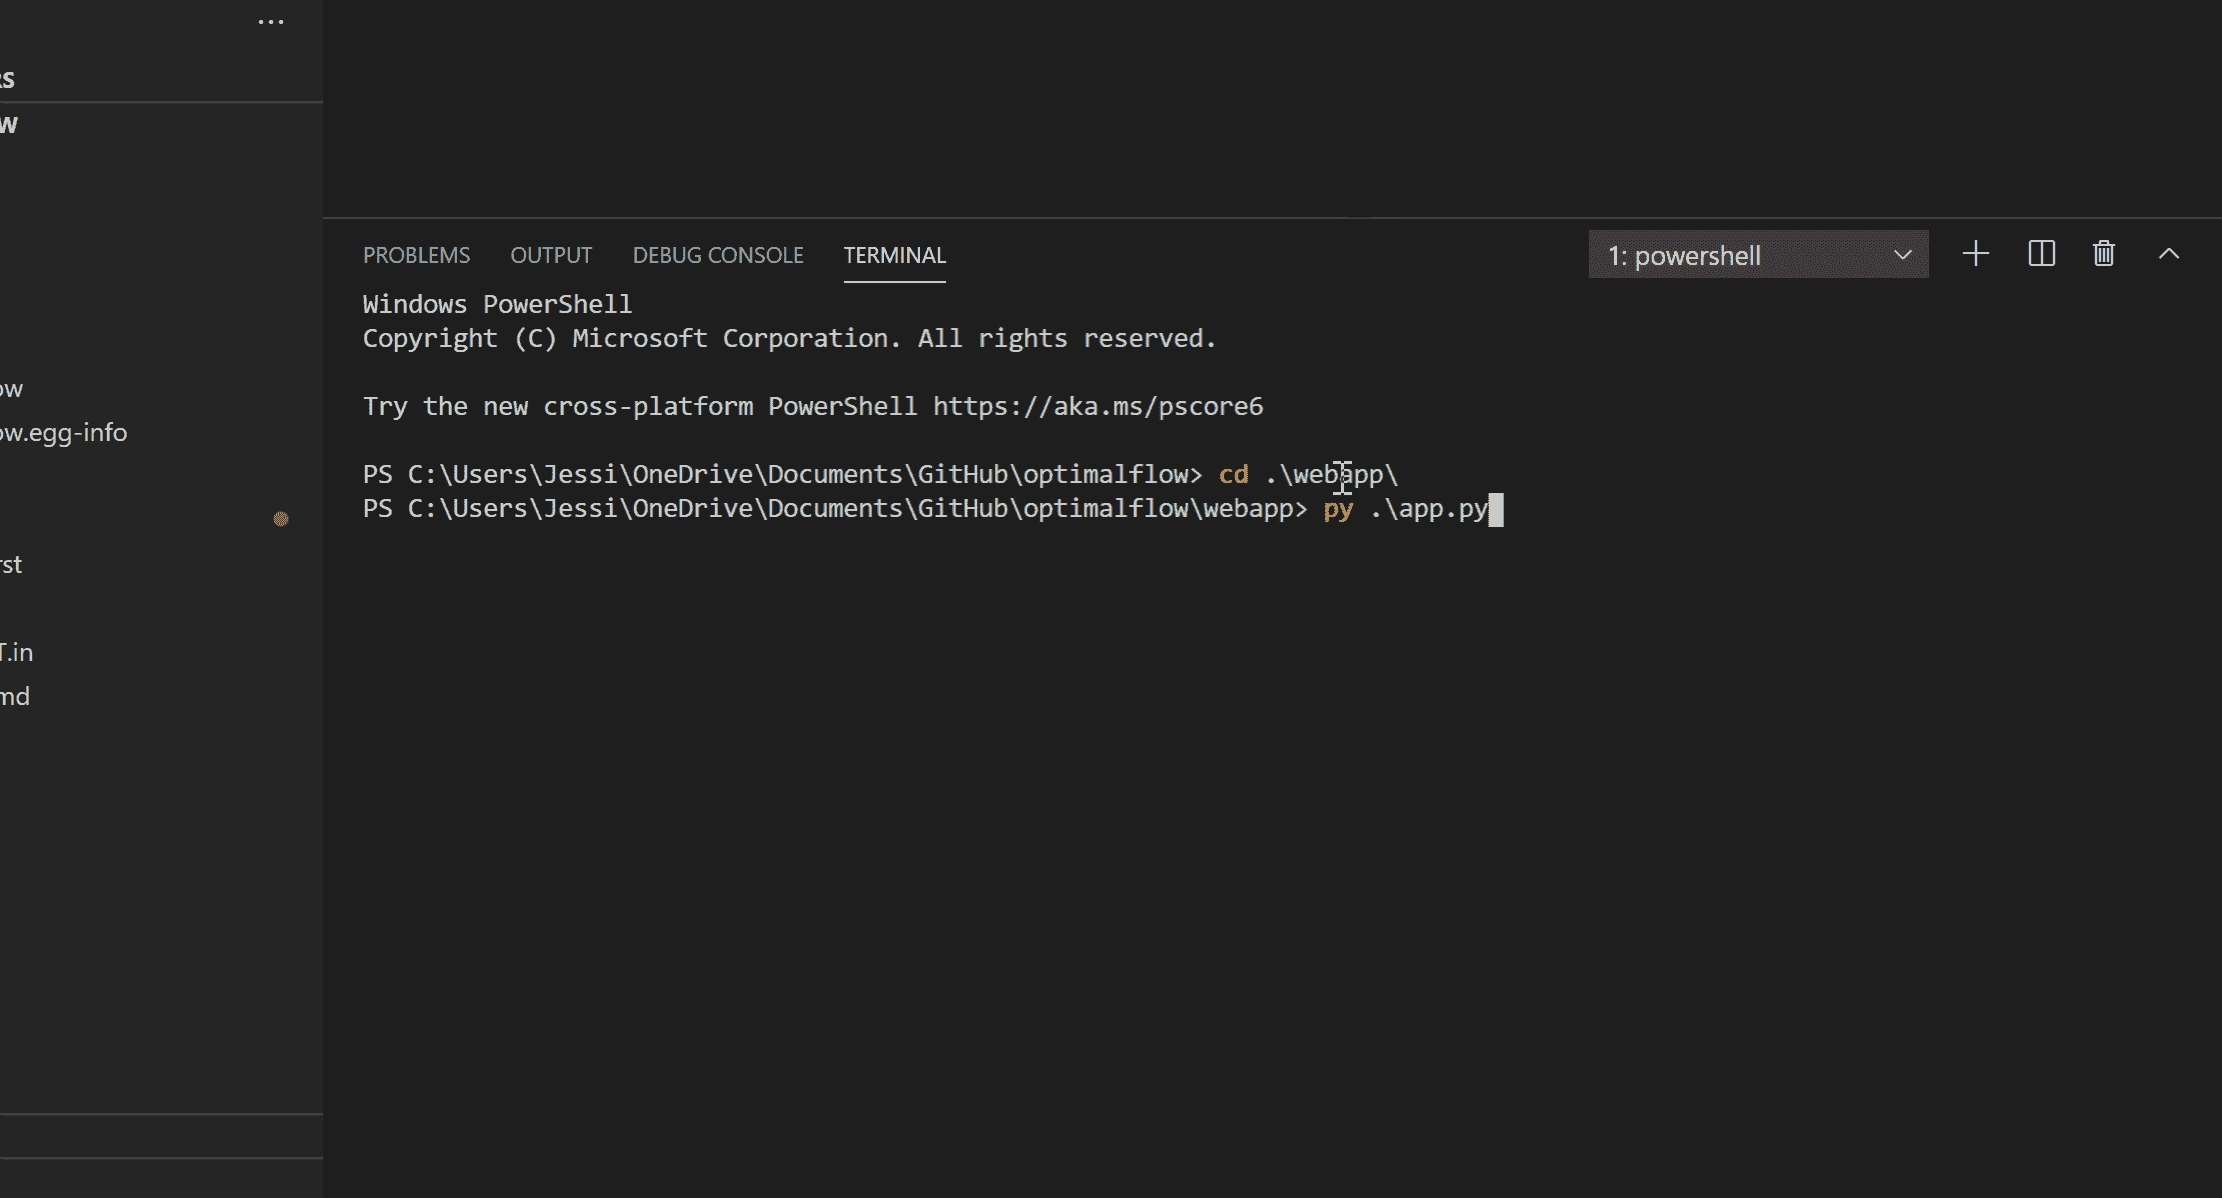 ...
rs
w
ow
ow.egg-info
rst
T.in
md
PROBLEMS OUTPUT DEBUG CONSOLE TERMINAL 1: powershell
Windows PowerShell
Copyright (C) Microsoft Corporation. All rights reserved.
Try the new cross-platform PowerShell https://aka.ms/pscore6
PS C:\Users\Jessi\OneDrive\Documents\GitHub\optimalflow> cd .\webapp\
PS C:\Users\Jessi\OneDrive\Documents\GitHub\optimalflow\webapp> py .\app.py